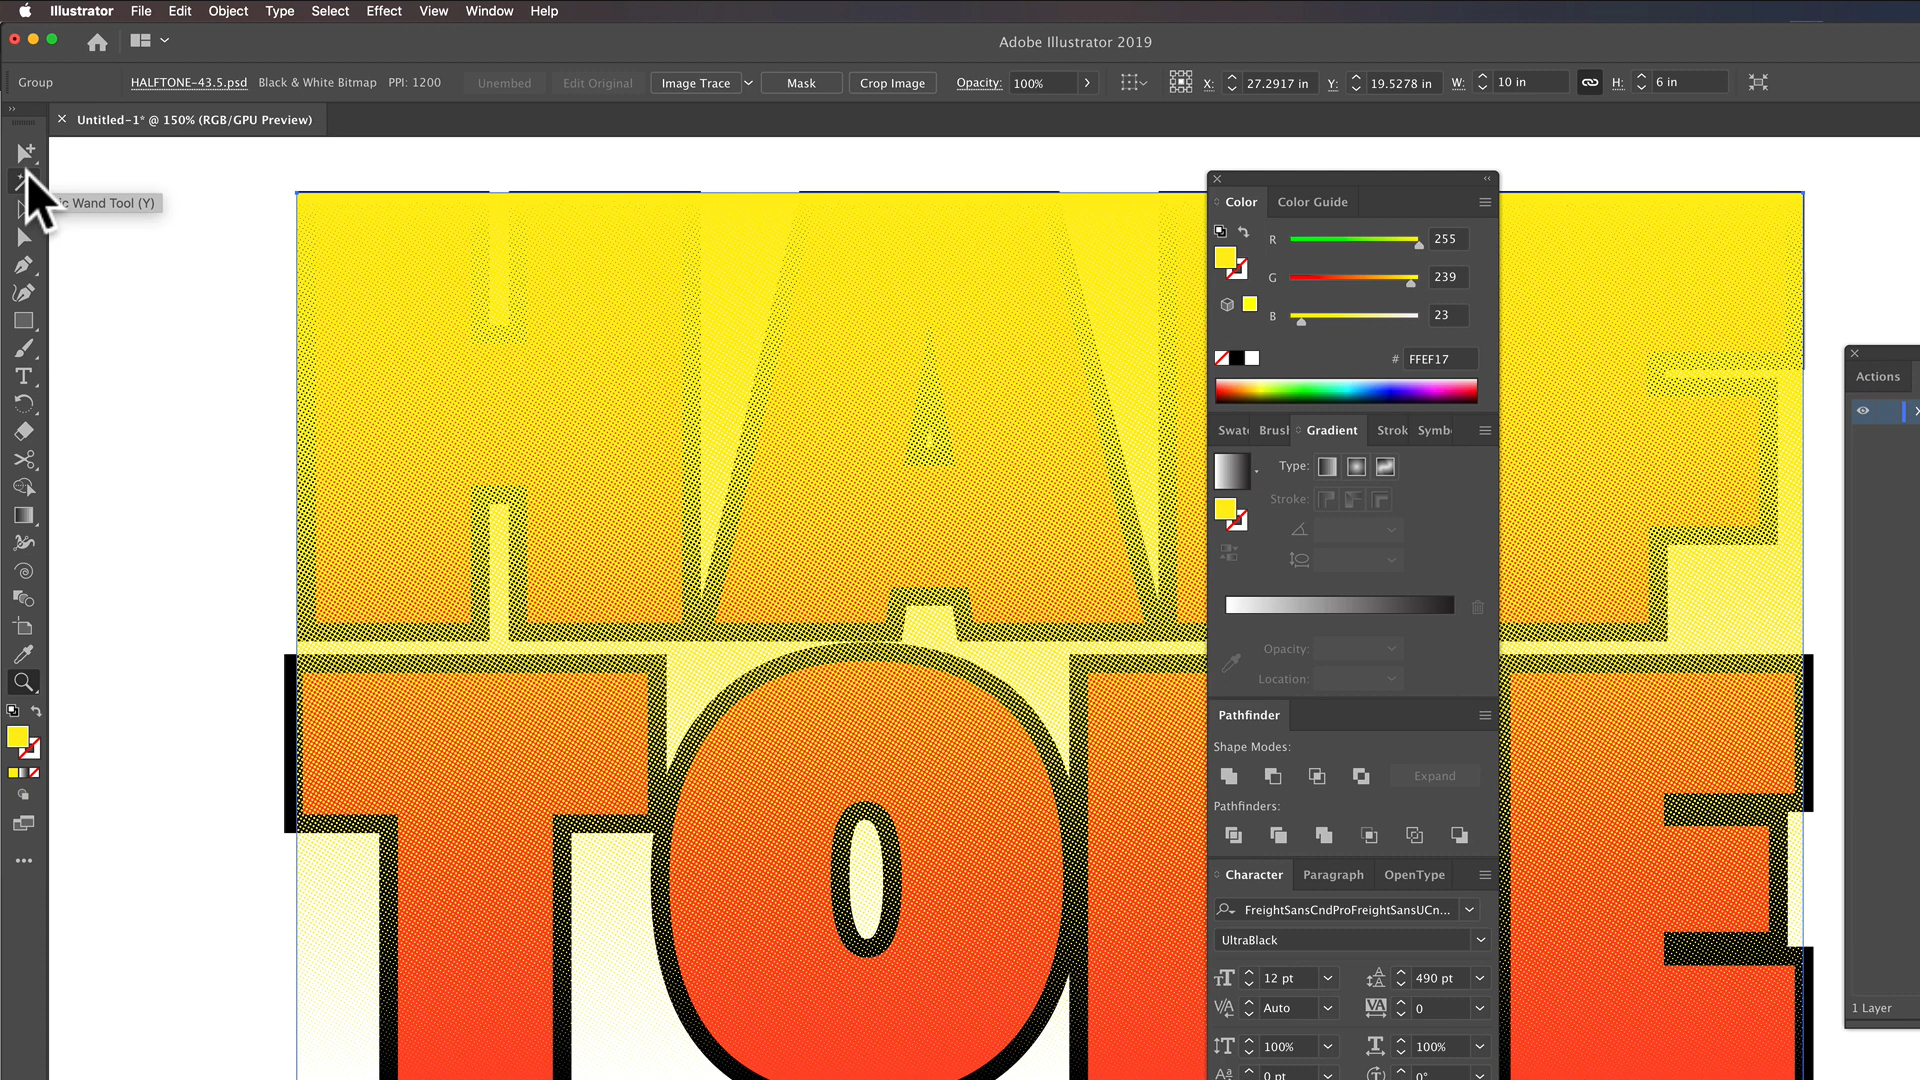 Illustrator File Edit Object Type Select Effect View Window Help
Adobe Illustrator 2019
Group HALFTONE-43.5.psd Black & White Bitmap PPI: 1200 Unembed Edit Original Image Trace Mask Crop Image Opacity: 100% X: 27.2917 in Y: 19.5278 in W: 10 in H: 6 in
Untitled-1* @ 150% (RGB/GPU Preview)
ic Wand Tool (Y)
Color Color Guide
R 255
G 239
B 23
# FFEF17
Swat Brush Gradient Strok Symb
Type:
Stroke:
Opacity:
Location:
Pathfinder
Shape Modes:
Expand
Pathfinders:
Character Paragraph OpenType
FreightSansCndProFreightSansUCn...
UltraBlack
12 pt 490 pt
Auto 0
100% 100%
0 pt 0°
Actions
1 Layer
HALF
TONE